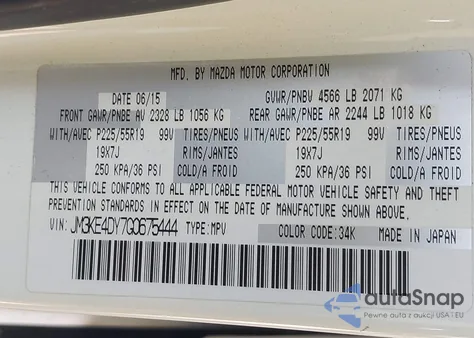 MFD. BY MAZDA MOTOR CORPORATION
DATE 06/15 GVWR/PNBV 4566 LB 2071 KG
FRONT GAWR/PNBE AV 2328 LB 1056 KG REAR GAWR/PNBE AR 2244 LB 1018 KG
WITH/AVEC P225/55R19 99V TIRES/PNEUS WITH/AVEC P225/55R19 99V TIRES/PNEUS
19X7J RIMS/JANTES 19X7J RIMS/JANTES
250 KPA/36 PSI COLD/A FROID 250 KPA/36 PSI COLD/A FROID
THIS VEHICLE CONFORMS TO ALL APPLICABLE FEDERAL MOTOR VEHICLE SAFETY AND THEFT
PREVENTION STANDARDS IN EFFECT ON THE DATE OF MANUFACTURE SHOWN ABOVE.
VIN: JM3KE4DY7G0675444 TYPE: MPV COLOR CODE: 34K MADE IN JAPAN
autoSnap
Pewne auta z aukcji USA i EU